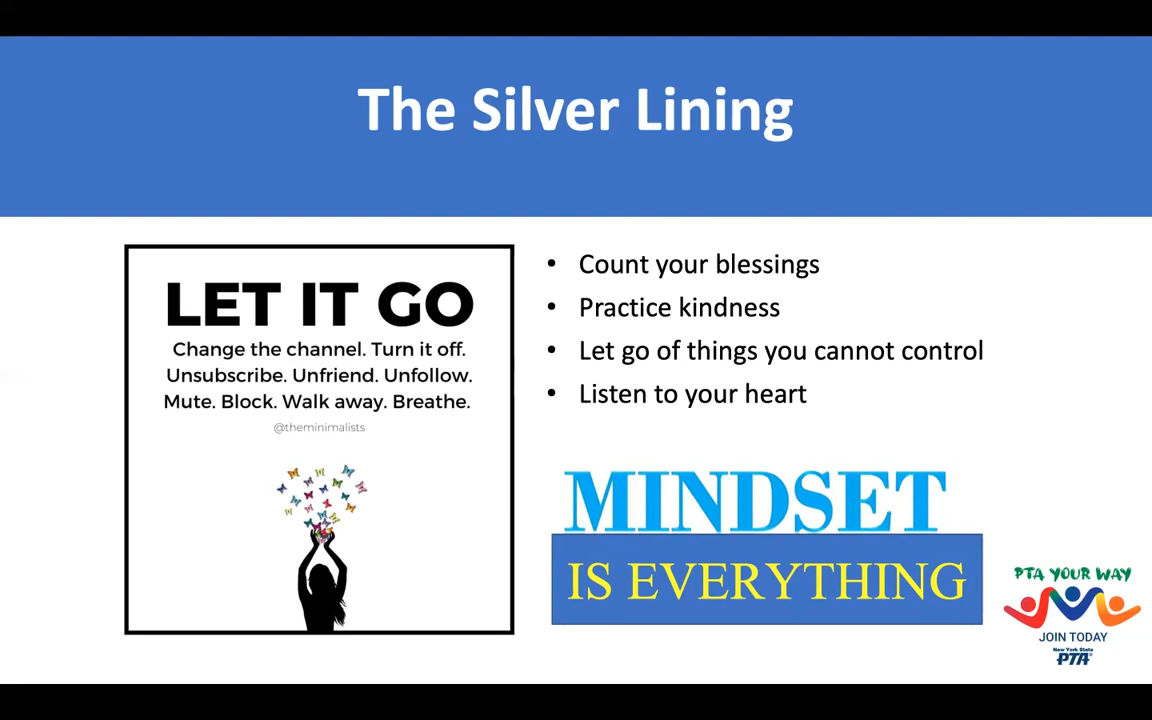 The Silver Lining
LET IT GO
Change the channel. Turn it off.
Unsubscribe. Unfriend. Unfollow.
Mute. Block. Walk away. Breathe.
@theminimalists
• Count your blessings
• Practice kindness
• Let go of things you cannot control
• Listen to your heart
MINDSET
IS EVERYTHING
PTA YOUR WAY
JOIN TODAY
New York State
PTA®